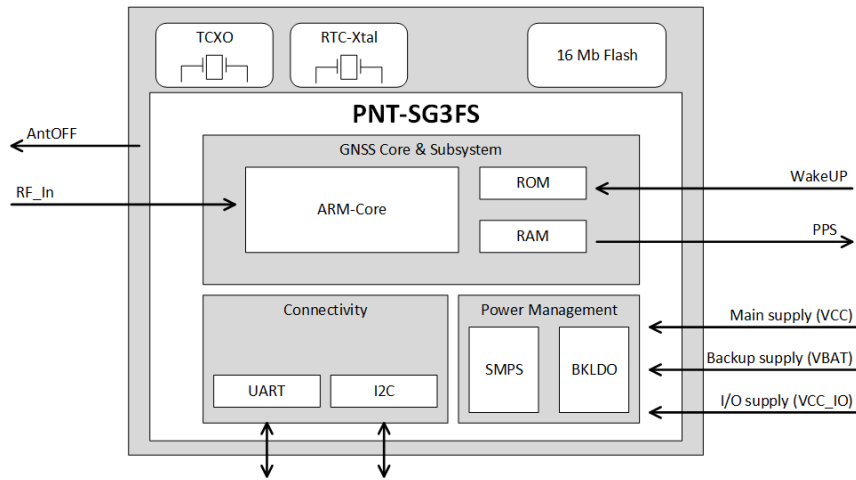 TCXO
RTC-Xtal
16 Mb Flash
PNT-SG3FS
AntOFF
GNSS Core & Subsystem
RF_In
ARM-Core
ROM
WakeUP
RAM
PPS
Connectivity
Power Management
Main supply (VCC)
SMPS
BKLDO
Backup supply (VBAT)
UART
I2C
I/O supply (VCC_IO)